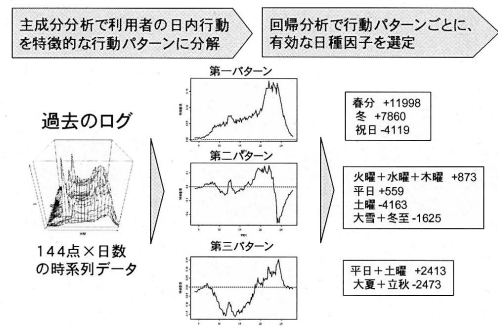 主成分分析で利用者の日内行動
を特徴的な行動パターンに分解
回帰分析で行動パターンごとに、
有効な日種因子を選定
過去のログ
144点×日数
の時系列データ
第一パターン
第二パターン
第三パターン
春分 +11998
冬 +7860
祝日 -4119
火曜+水曜+木曜 +873
平日 +559
土曜 -4163
大雪+冬至 -1625
平日+土曜 +2413
大夏+立秋 -2473